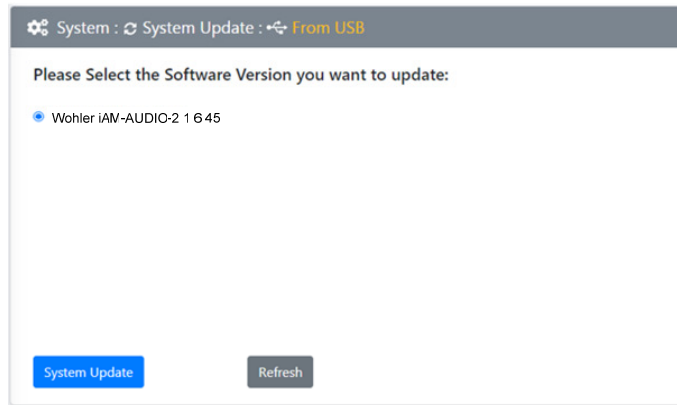 System : System Update : From USB
Please Select the Software Version you want to update:
Wohler iAM-AUDIO-2 1 6 45
System Update
Refresh